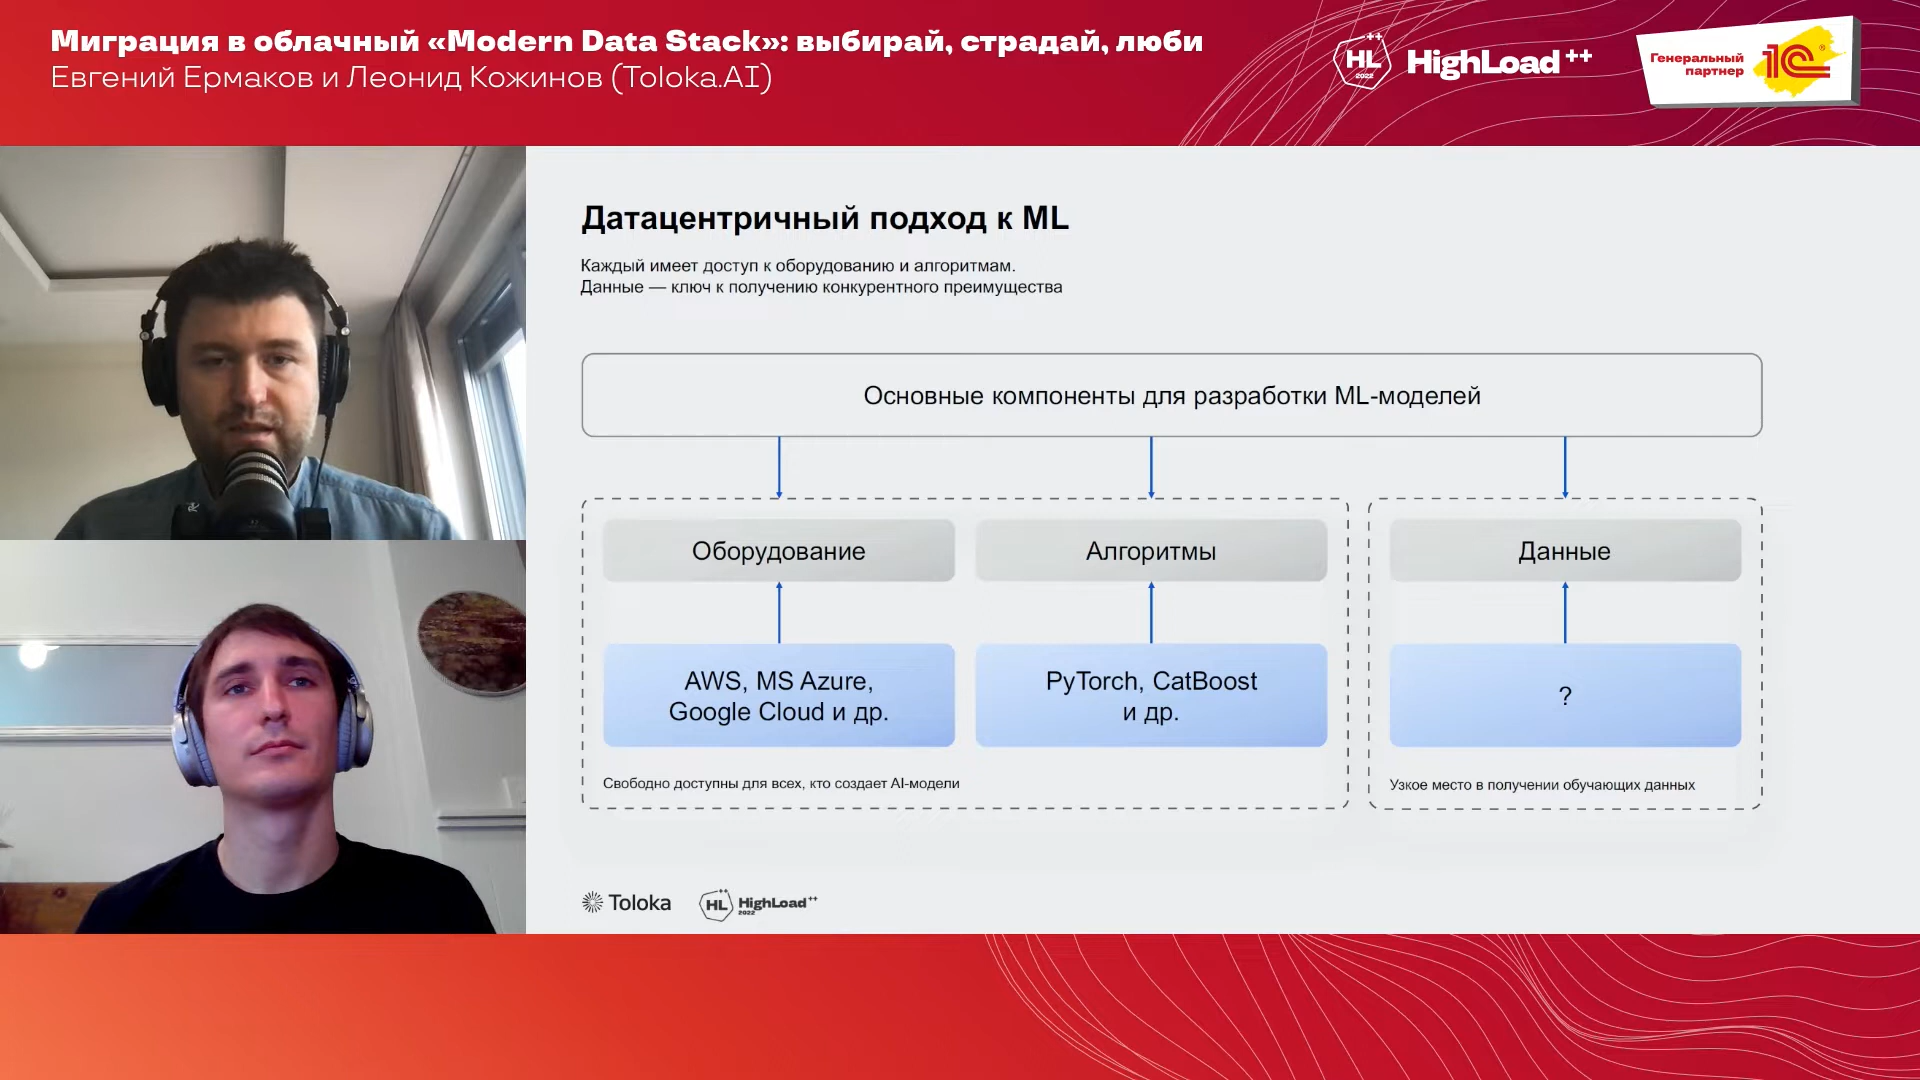 Миграция в облачный «Modern Data Stack»: выбирай, страдай, люби
Евгений Ермаков и Леонид Кожинов (Toloka.AI)
HL++
2022
HighLoad++
Генеральный
партнер
1С®
Датацентричный подход к ML
Каждый имеет доступ к оборудованию и алгоритмам.
Данные — ключ к получению конкурентного преимущества
Основные компоненты для разработки ML-моделей
Оборудование
Алгоритмы
Данные
AWS, MS Azure,
Google Cloud и др.
PyTorch, CatBoost
и др.
?
Свободно доступны для всех, кто создает AI-модели
Узкое место в получении обучающих данных
Toloka
HL++
HighLoad++
2022